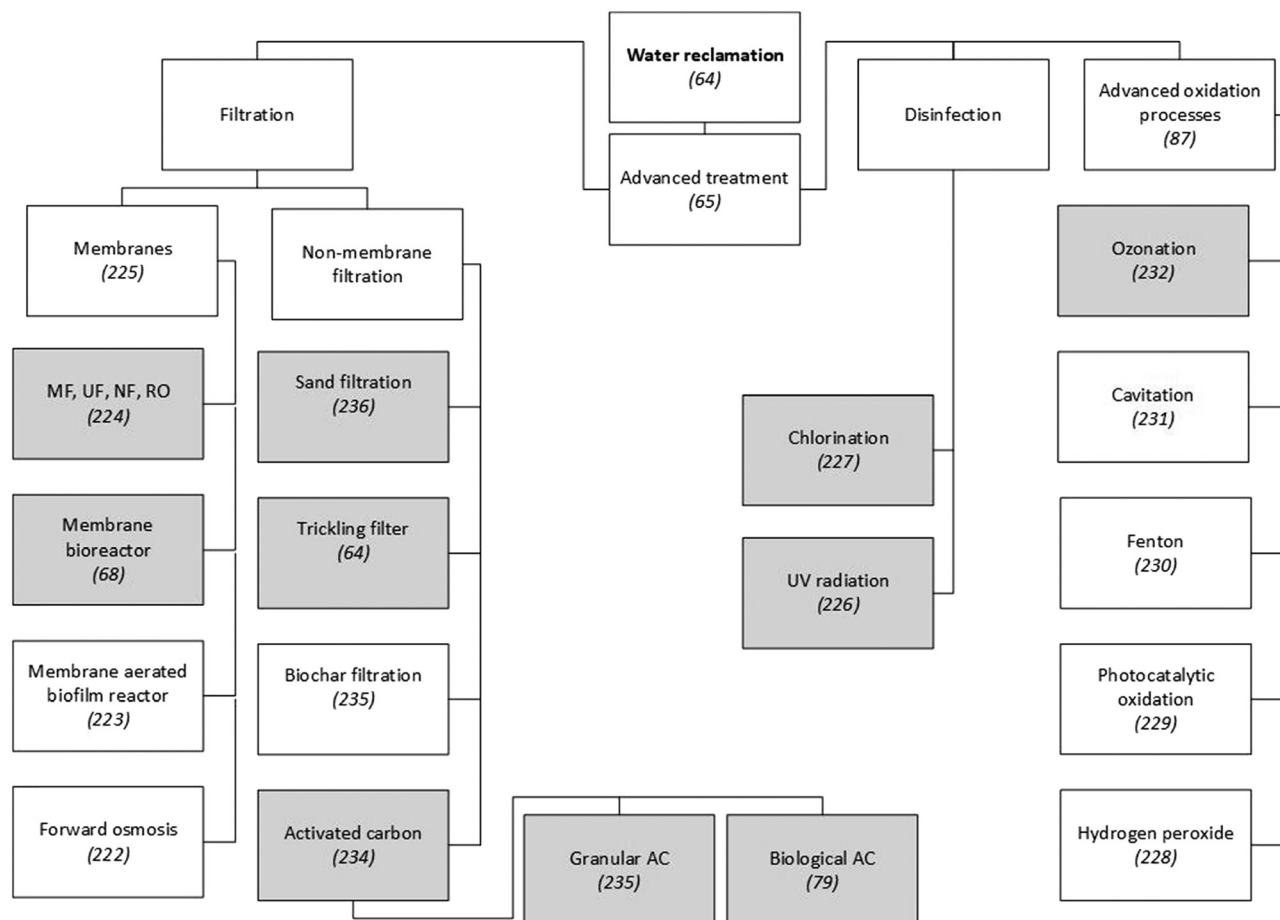 Water reclamation
(64)
Advanced treatment
(65)
Filtration
Membranes
(225)
MF, UF, NF, RO
(224)
Membrane
bioreactor
(68)
Membrane aerated
biofilm reactor
(223)
Forward osmosis
(222)
Non-membrane
filtration
Sand filtration
(236)
Trickling filter
(64)
Biochar filtration
(235)
Activated carbon
(234)
Granular AC
(235)
Biological AC
(79)
Disinfection
Chlorination
(227)
UV radiation
(226)
Advanced oxidation
processes
(87)
Ozonation
(232)
Cavitation
(231)
Fenton
(230)
Photocatalytic
oxidation
(229)
Hydrogen peroxide
(228)